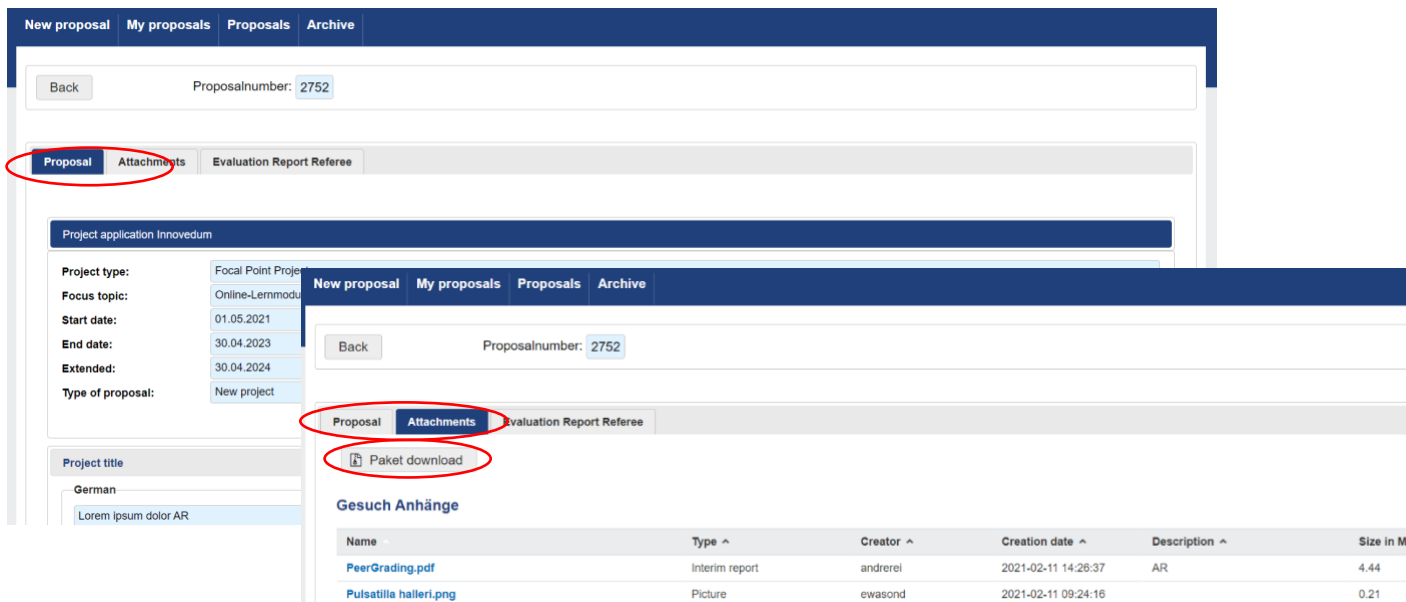 New proposal My proposals Proposals Archive
Back Proposalnumber: 2752
Proposal Attachments Evaluation Report Referee
Project application Innovedum
Project type: Focal Point Proje
Focus topic: Online-Lernmodu
Start date: 01.05.2021
End date: 30.04.2023
Extended: 30.04.2024
Type of proposal: New project
Project title
German
Lorem ipsum dolor AR
New proposal My proposals Proposals Archive
Back Proposalnumber: 2752
Proposal Attachments Evaluation Report Referee
Paket download
Gesuch Anhänge
Name Type Creator Creation date Description Size in M
PeerGrading.pdf Interim report andrerei 2021-02-11 14:26:37 AR 4.44
Pulsatilla halleri.png Picture ewasond 2021-02-11 09:24:16 0.21